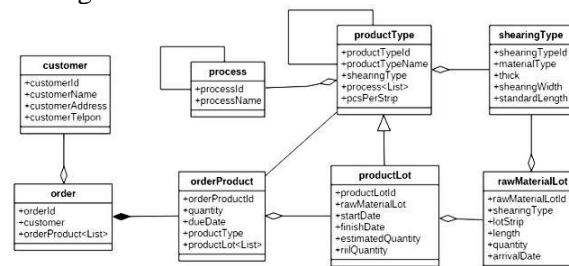 customer
+customerId
+customerName
+customerAddress
+customerTelpon
process
+processId
+processName
productType
+productTypeId
+productTypeName
+shearingType
+process<List>
+pcsPerStrip
shearingType
+shearingTypeId
+materialType
+thick
+shearingWidth
+standardLength
order
+orderId
+customer
+orderProduct<List>
orderProduct
+orderProductId
+quantity
+dueDate
+productType
+productLot<List>
productLot
+productLotId
+rawMaterialLot
+startDate
+finishDate
+estimatedQuantity
+riilQuantity
rawMaterialLot
+rawMaterialLotId
+shearingType
+lotStrip
+length
+quantity
+arrivalDate